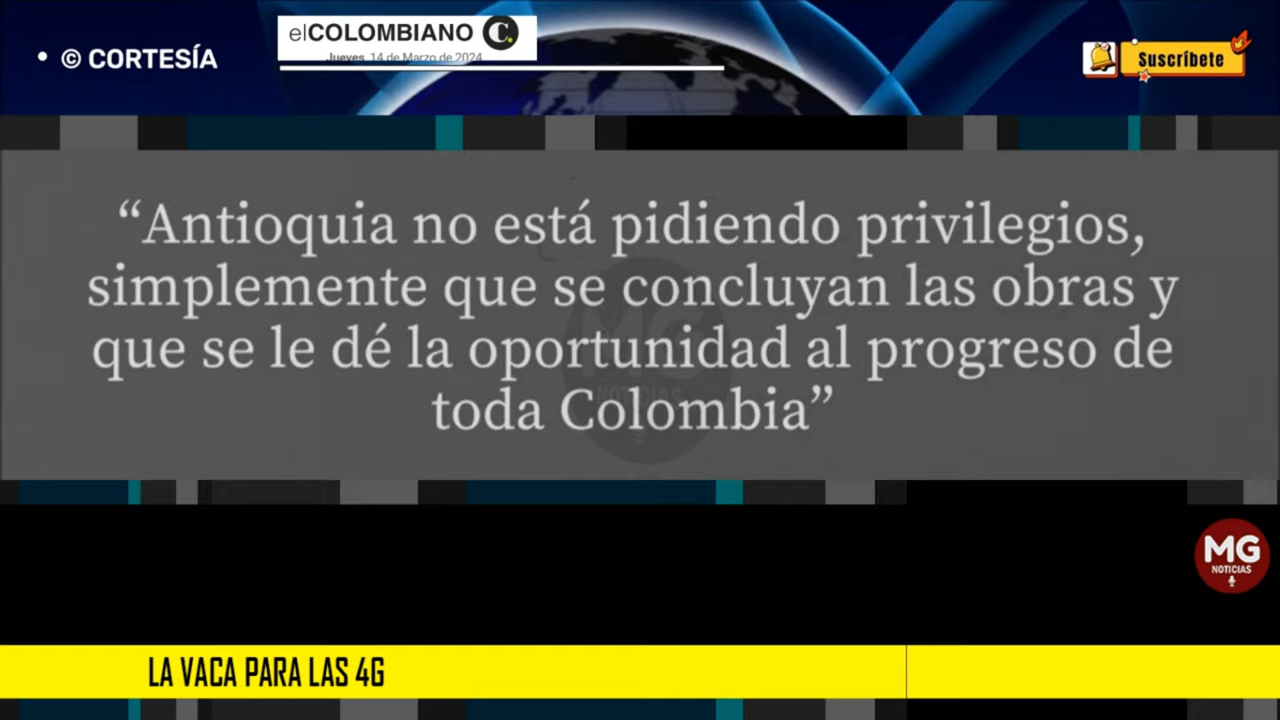 • © CORTESÍA
elCOLOMBIANO C.
Jueves, 14 de Marzo de 2024
Suscríbete
“Antioquia no está pidiendo privilegios,
simplemente que se concluyan las obras y
que se le dé la oportunidad al progreso de
toda Colombia”
MG
NOTICIAS
MG
NOTICIAS
LA VACA PARA LAS 4G